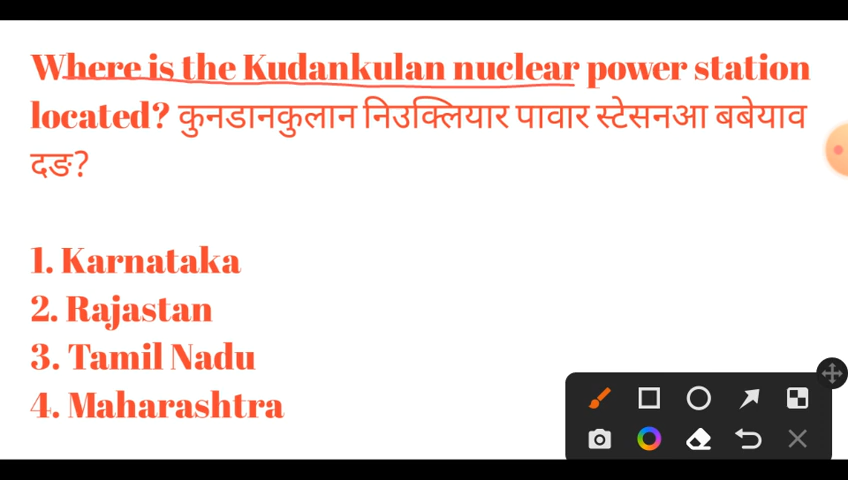 Where is the Kudankulan nuclear power station
located? कुनडानकुलान निउक्लियार पावार स्टेसनआ बबेयाव
दङ?
1. Karnataka
2. Rajastan
3. Tamil Nadu
4. Maharashtra